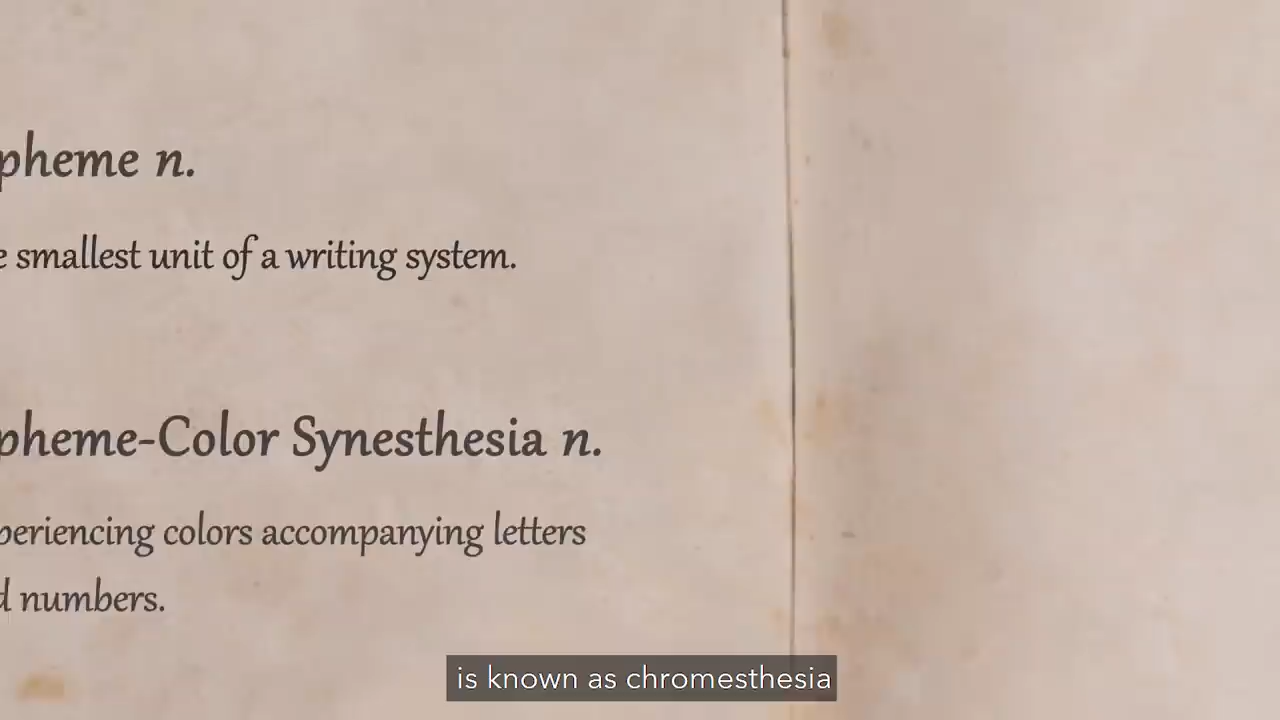 pheme n.
e smallest unit of a writing system.
pheme-Color Synesthesia n.
periencing colors accompanying letters
d numbers.
is known as chromesthesia